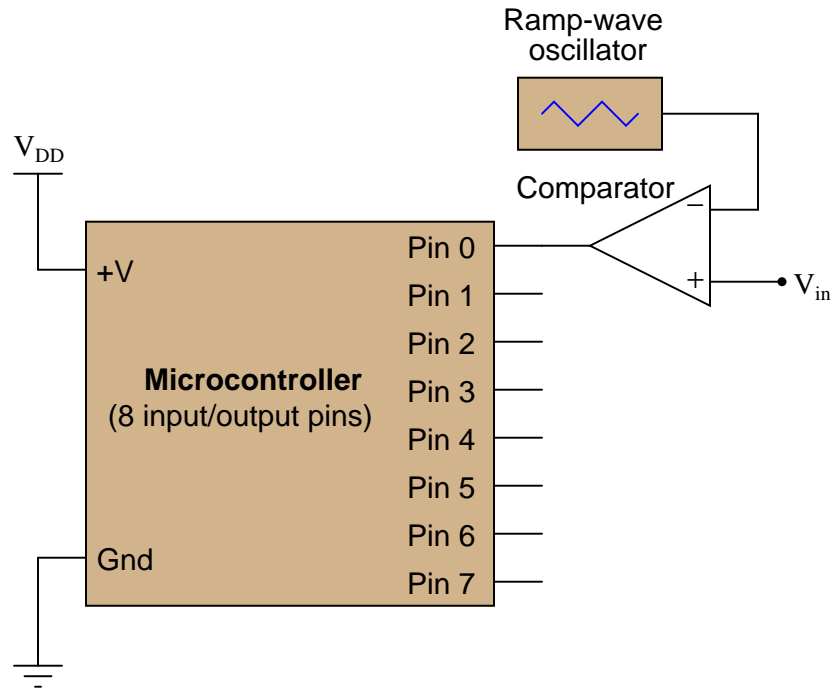 Ramp-wave
oscillator
VDD
Comparator
−
+
Vin
+V
Pin 0
Pin 1
Pin 2
Microcontroller
(8 input/output pins)
Pin 3
Pin 4
Pin 5
Pin 6
Gnd
Pin 7